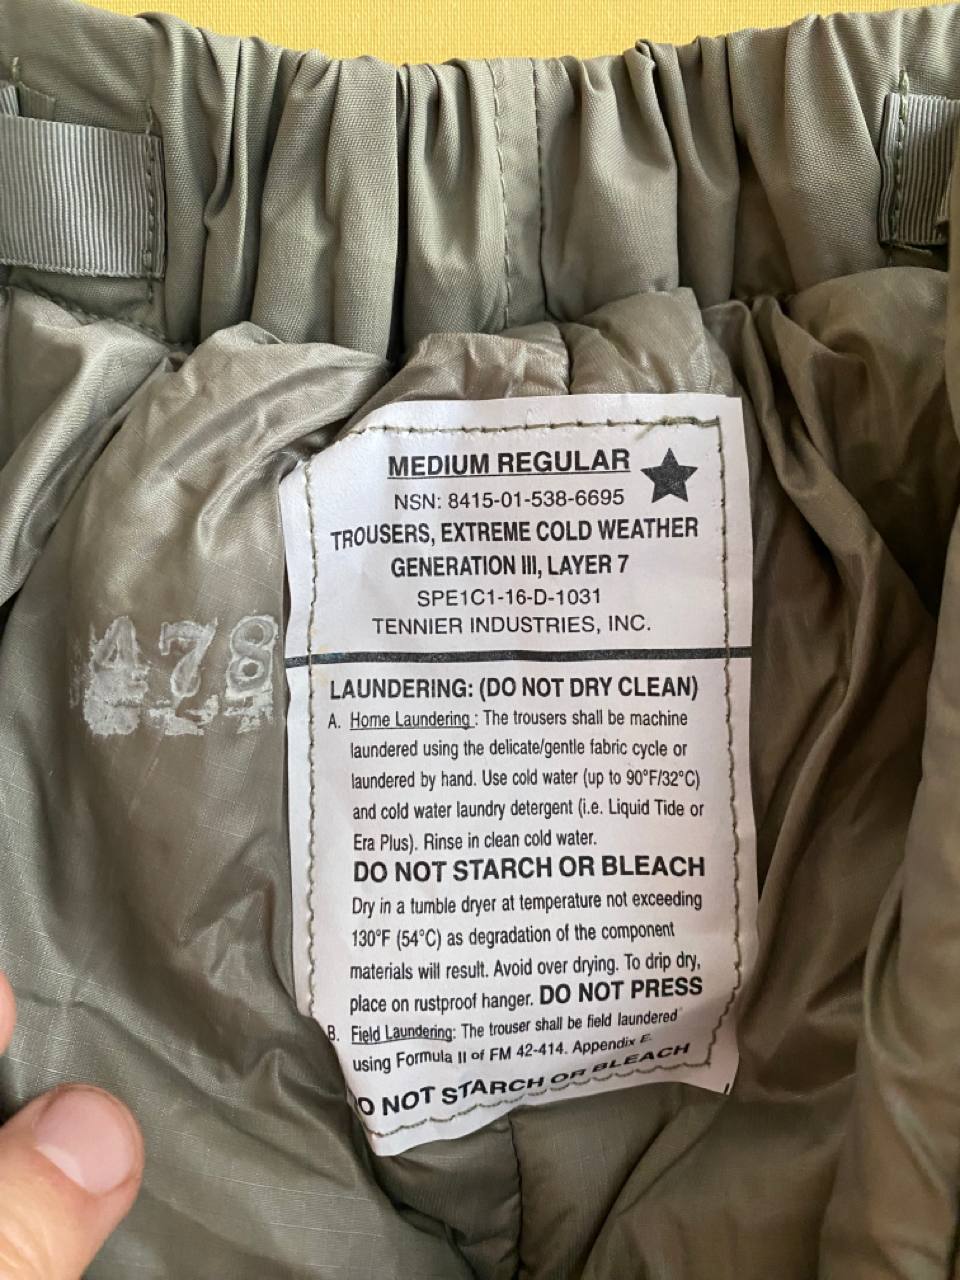 MEDIUM REGULAR
NSN: 8415-01-538-6695
TROUSERS, EXTREME COLD WEATHER
GENERATION III, LAYER 7
SPE1C1-16-D-1031
TENNIER INDUSTRIES, INC.
478
LAUNDERING: (DO NOT DRY CLEAN)
A. Home Laundering : The trousers shall be machine
laundered using the delicate/gentle fabric cycle or
laundered by hand. Use cold water (up to 90°F/32°C)
and cold water laundry detergent (i.e. Liquid Tide or
Era Plus). Rinse in clean cold water.
DO NOT STARCH OR BLEACH
Dry in a tumble dryer at temperature not exceeding
130°F (54°C) as degradation of the component
materials will result. Avoid over drying. To drip dry,
place on rustproof hanger. DO NOT PRESS
B. Field Laundering: The trouser shall be field laundered
using Formula II of FM 42-414. Appendix E.
O NOT STARCH OR BLEACH